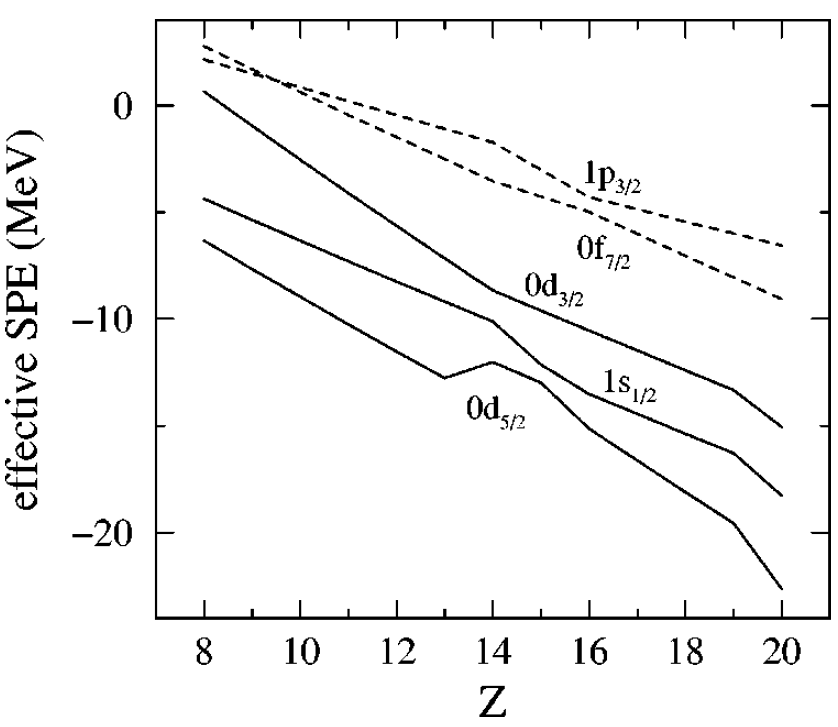 effective SPE (MeV)
0
−10
−20
1p3/2
0f7/2
0d3/2
1s1/2
0d5/2
8 10 12 14 16 18 20
Z